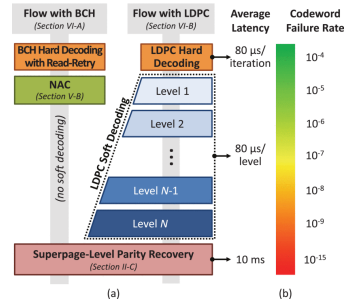 Flow with BCH
(Section VI-A)
Flow with LDPC
(Section VI-B)
Average
Latency
Codeword
Failure Rate
BCH Hard Decoding
with Read-Retry
LDPC Hard
Decoding
80 μs/
iteration
NAC
(Section V-B)
(no soft decoding)
LDPC Soft Decoding
Level 1
Level 2
Level N-1
Level N
80 μs/
level
Superpage-Level Parity Recovery
(Section II-C)
10 ms
10-4
10-5
10-6
10-7
10-8
10-9
10-15
(a)
(b)